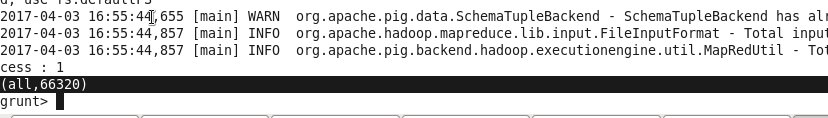 d, use fs.defaultFS
2017-04-03 16:55:44,655 [main] WARN  org.apache.pig.data.SchemaTupleBackend - SchemaTupleBackend has alr
2017-04-03 16:55:44,857 [main] INFO  org.apache.hadoop.mapreduce.lib.input.FileInputFormat - Total input
2017-04-03 16:55:44,857 [main] INFO  org.apache.pig.backend.hadoop.executionengine.util.MapRedUtil - Tot
cess : 1
(all,66320)
grunt>